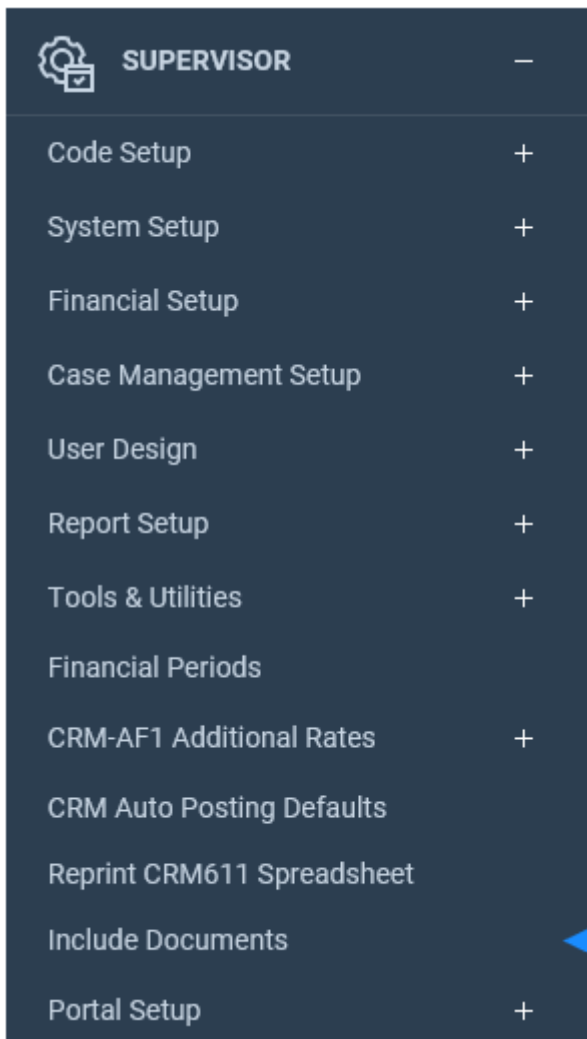 SUPERVISOR −
Code Setup +
System Setup +
Financial Setup +
Case Management Setup +
User Design +
Report Setup +
Tools & Utilities +
Financial Periods
CRM-AF1 Additional Rates +
CRM Auto Posting Defaults
Reprint CRM611 Spreadsheet
Include Documents
Portal Setup +